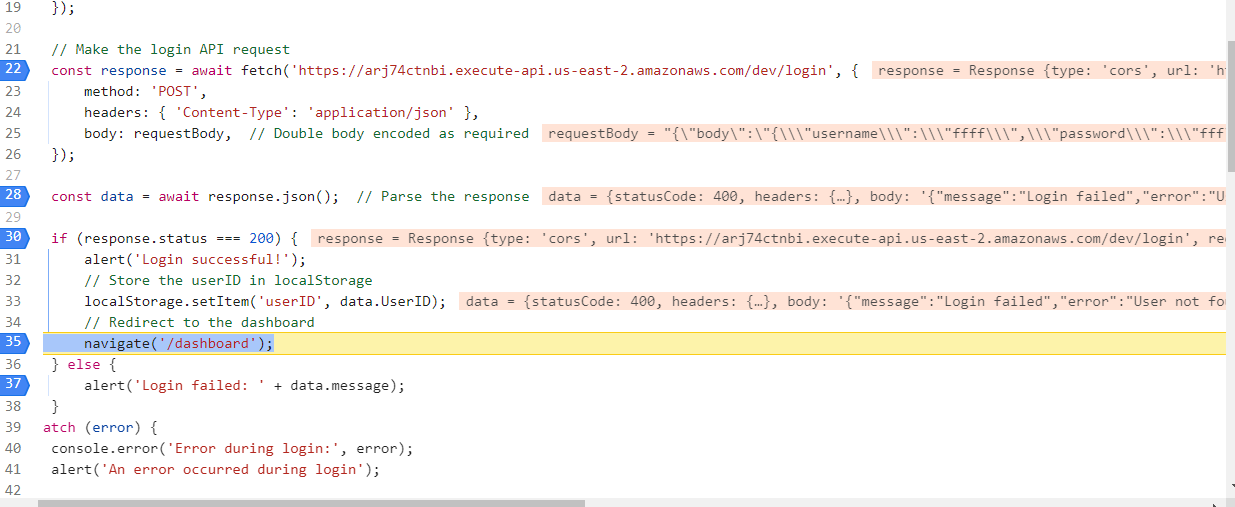 19 });
20
21 // Make the login API request
22 const response = await fetch('https://arj74ctnbi.execute-api.us-east-2.amazonaws.com/dev/login', { response = Response {type: 'cors', url: 'h
23 method: 'POST',
24 headers: { 'Content-Type': 'application/json' },
25 body: requestBody, // Double body encoded as required requestBody = "{\"body\":\"{\\\"username\\\":\\\"ffff\\\",\\\"password\\\":\\\"fff
26 });
27
28 const data = await response.json(); // Parse the response data = {statusCode: 400, headers: {…}, body: '{"message":"Login failed","error":"U
29
30 if (response.status === 200) { response = Response {type: 'cors', url: 'https://arj74ctnbi.execute-api.us-east-2.amazonaws.com/dev/login', re
31 alert('Login successful!');
32 // Store the userID in localStorage
33 localStorage.setItem('userID', data.UserID); data = {statusCode: 400, headers: {…}, body: '{"message":"Login failed","error":"User not fo
34 // Redirect to the dashboard
35 navigate('/dashboard');
36 } else {
37 alert('Login failed: ' + data.message);
38 }
39 atch (error) {
40 console.error('Error during login:', error);
41 alert('An error occurred during login');
42